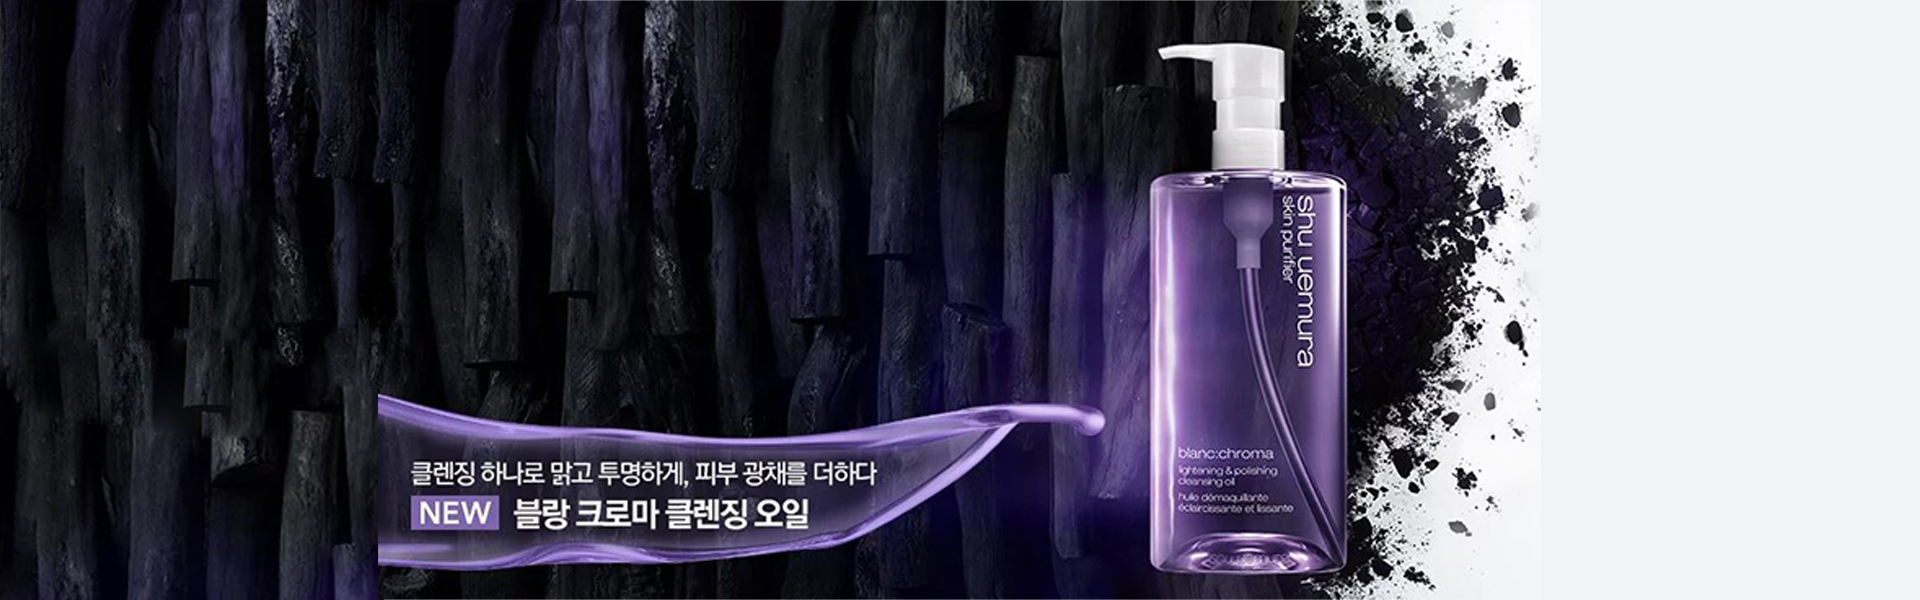 클렌징 하나로 맑고 투명하게, 피부 광채를 더하다
NEW 블랑 크로마 클렌징 오일
shu uemura
skin purifier
blanc:chroma
lightening & polishing
cleansing oil
huile démaquillante
éclaircissante et lissante
shu uemura